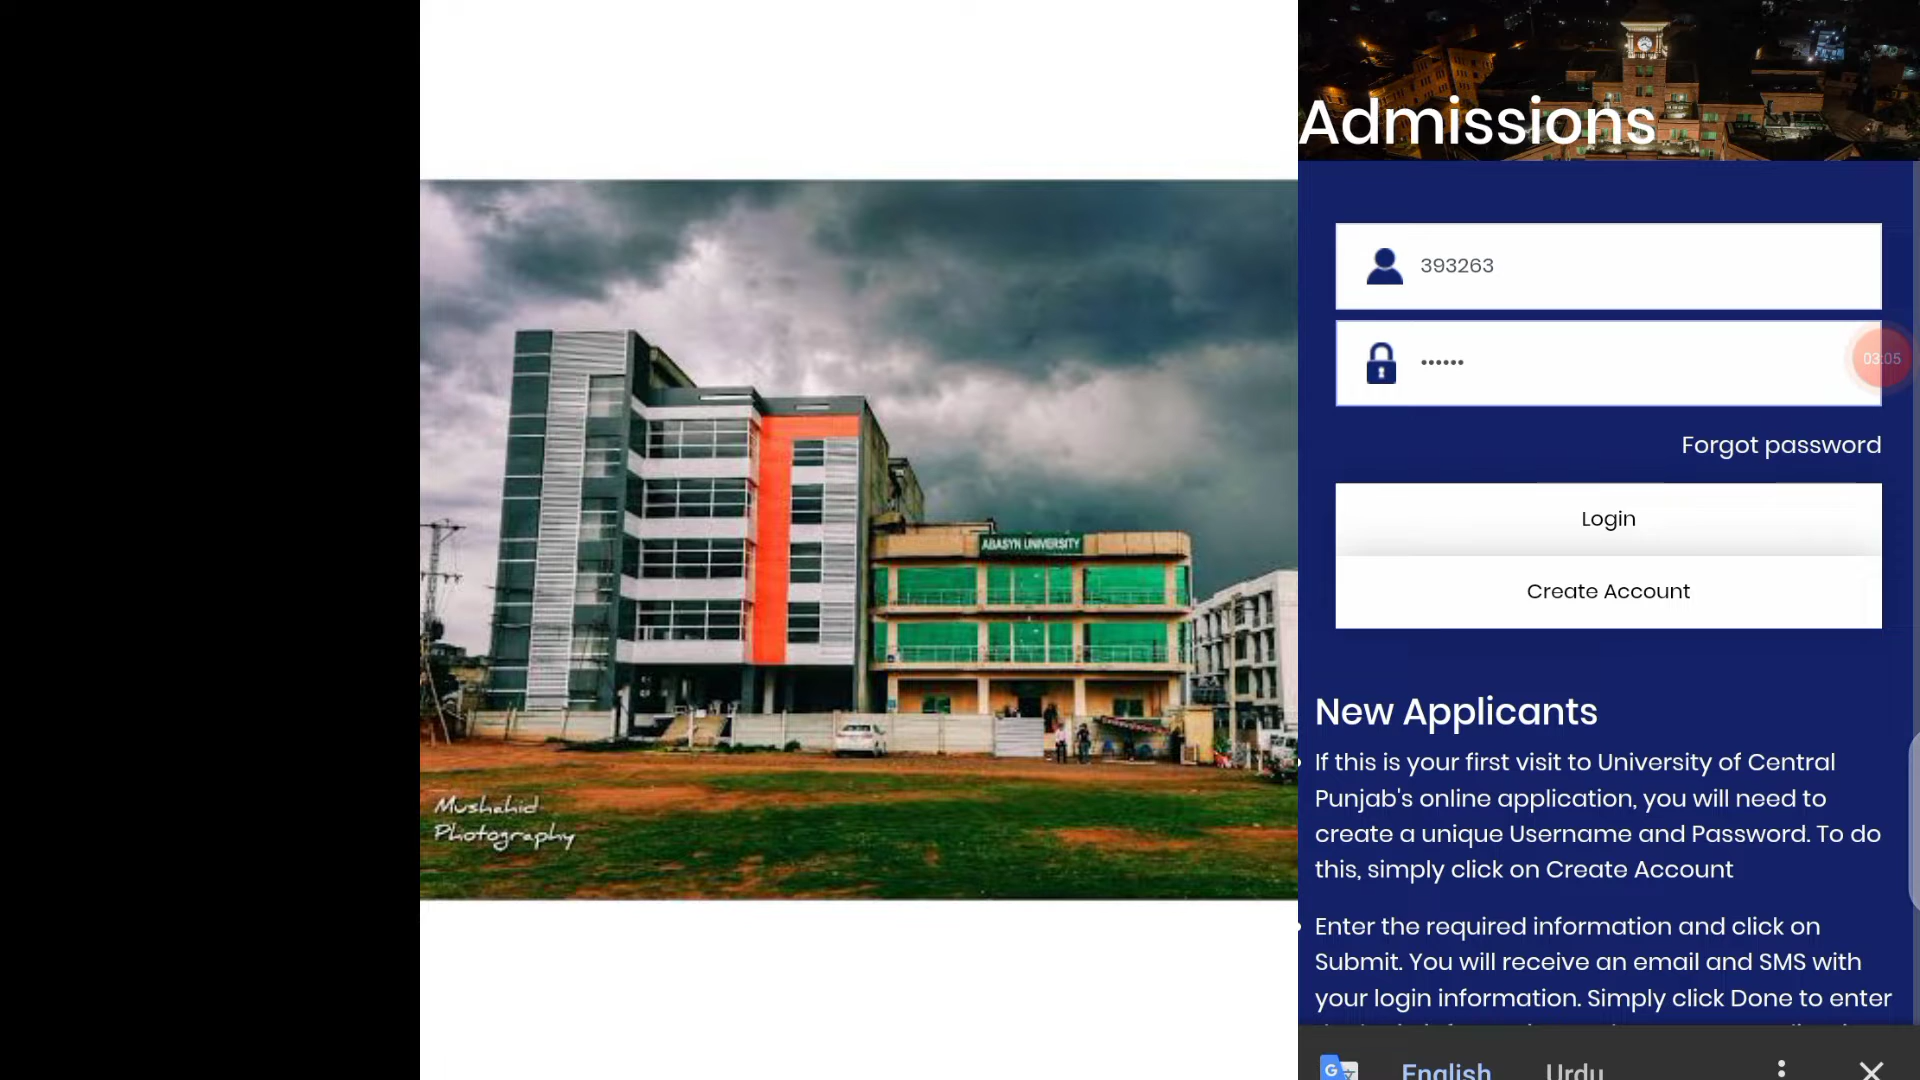 Admissions
393263
••••••
03:05
Forgot password
Login
Create Account
ABASYN UNIVERSITY
Mushahid
Photography
New Applicants
If this is your first visit to University of Central
Punjab's online application, you will need to
create a unique Username and Password. To do
this, simply click on Create Account
Enter the required information and click on
Submit. You will receive an email and SMS with
your login information. Simply click Done to enter
English Urdu